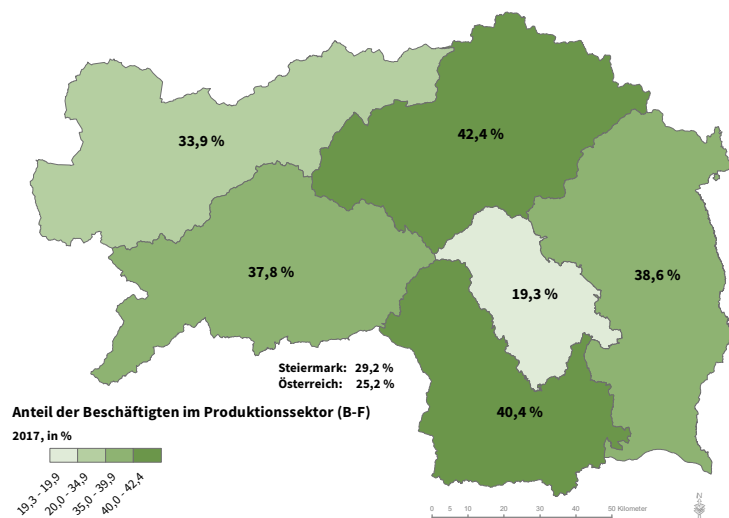 42,4 %
33,9 %
37,8 %
38,6 %
19,3 %
Steiermark: 29,2 %
Österreich: 25,2 %
40,4 %
Anteil der Beschäftigten im Produktionssektor (B-F)
2017, in %
19,3 - 19,9
20,0 - 34,9
35,0 - 39,9
40,0 - 42,4
0 5 10 20 30 40 50 Kilometer
N